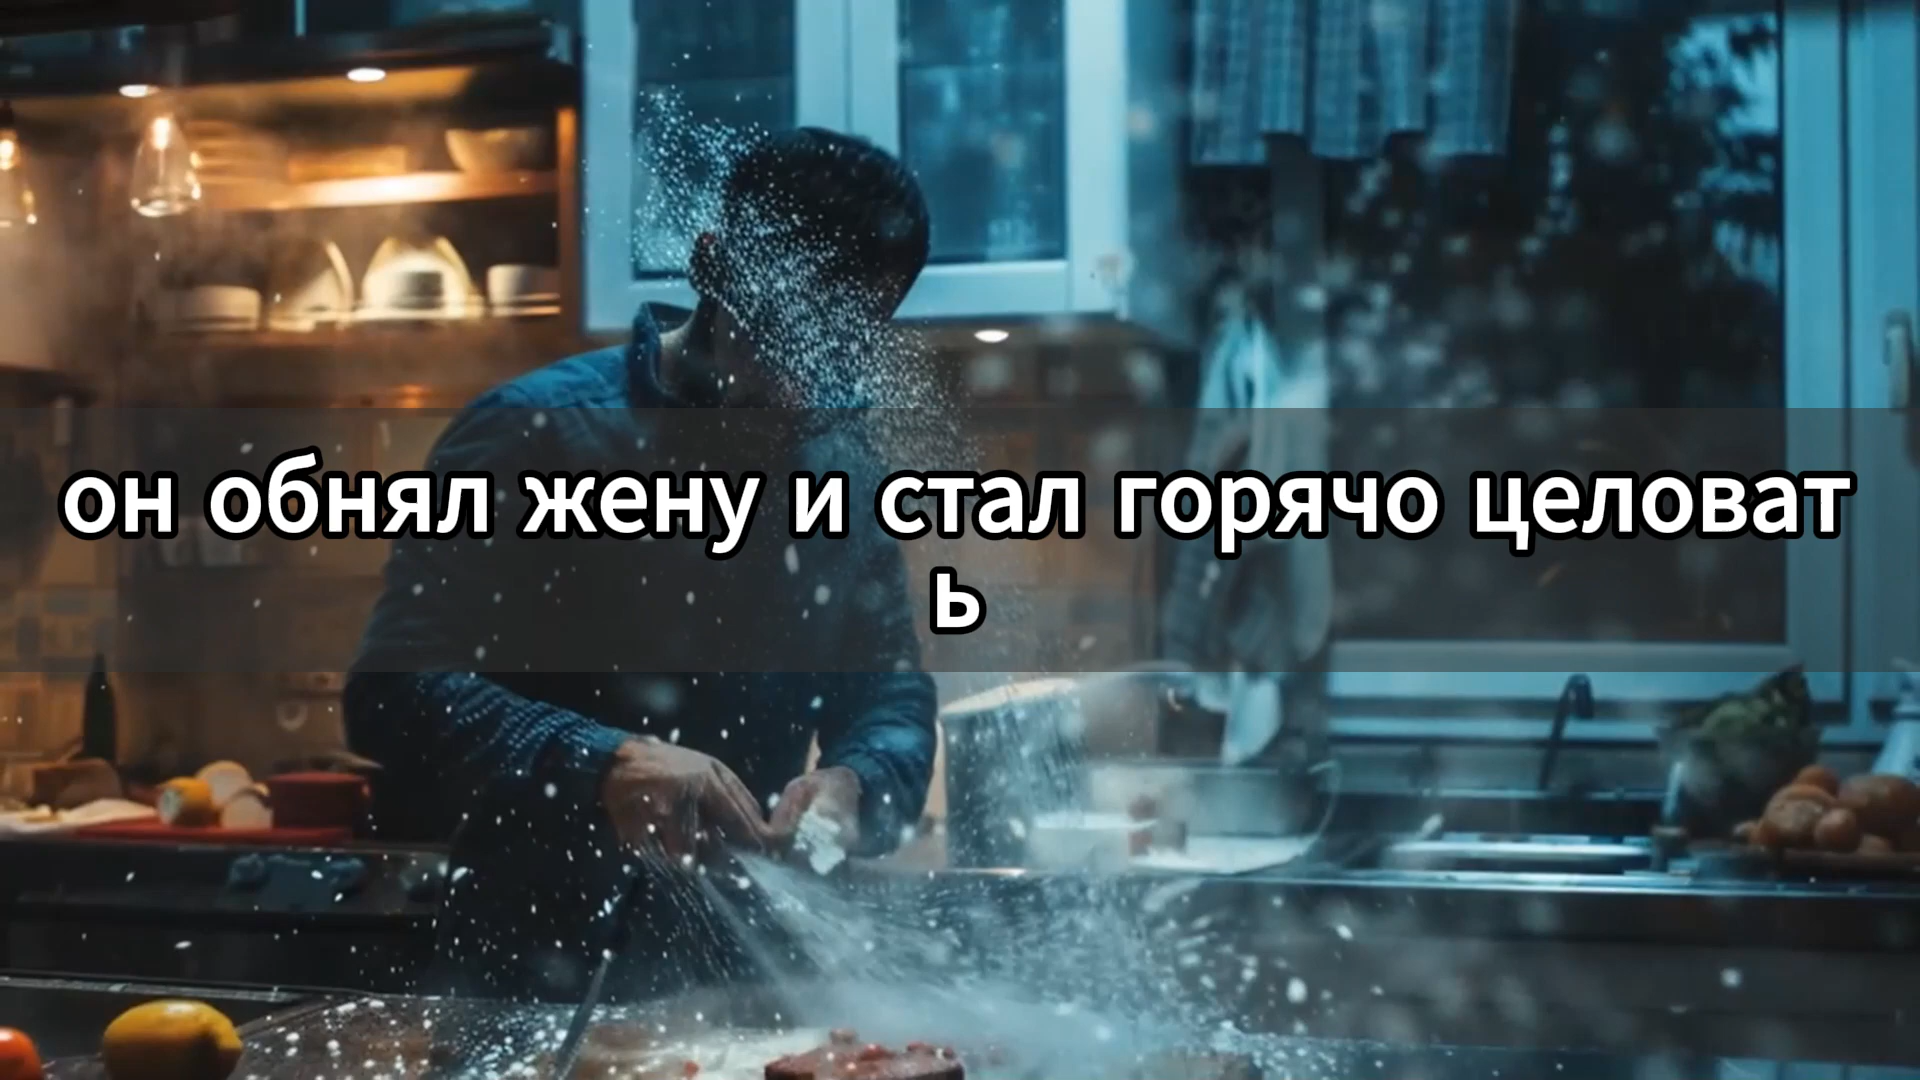 он обнял жену и стал горячо целоват
ь